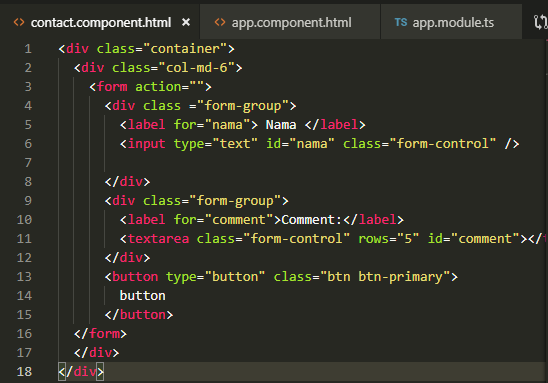 <> contact.component.html × <> app.component.html TS app.module.ts
1 <div class="container">
2 <div class="col-md-6">
3 <form action="">
4 <div class ="form-group">
5 <label for="nama"> Nama </label>
6 <input type="text" id="nama" class="form-control" />
7
8 </div>
9 <div class="form-group">
10 <label for="comment">Comment:</label>
11 <textarea class="form-control" rows="5" id="comment"></
12 </div>
13 <button type="button" class="btn btn-primary">
14 button
15 </button>
16 </form>
17 </div>
18 </div>